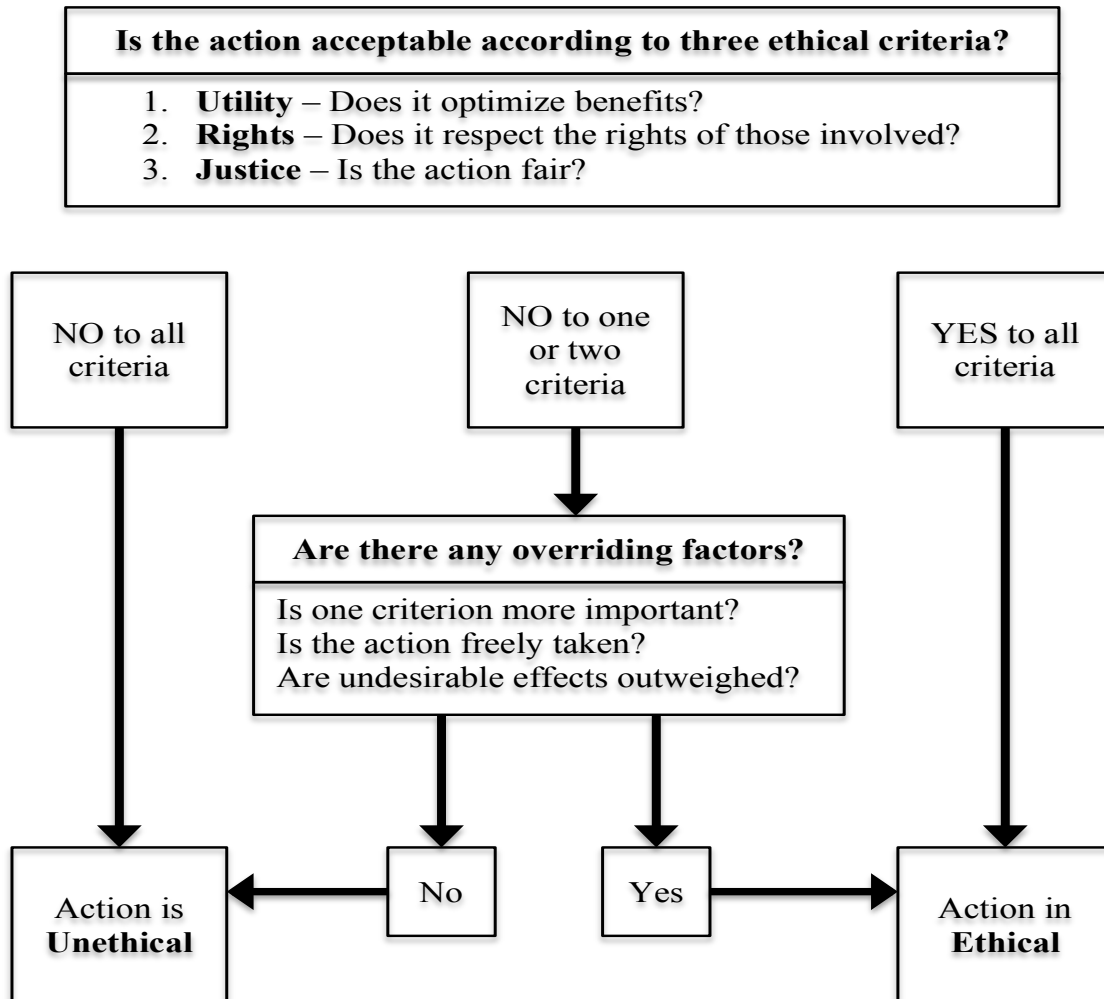 Is the action acceptable according to three ethical criteria?
1. Utility – Does it optimize benefits?
2. Rights – Does it respect the rights of those involved?
3. Justice – Is the action fair?
NO to all
criteria
NO to one
or two
criteria
YES to all
criteria
Are there any overriding factors?
Is one criterion more important?
Is the action freely taken?
Are undesirable effects outweighed?
Action is
Unethical
No
Yes
Action in
Ethical